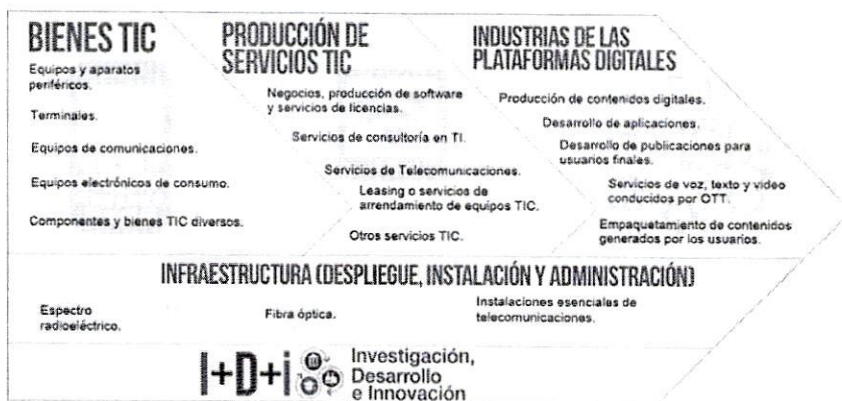 BIENES TIC
Equipos y aparatos
periféricos.
Terminales.
Equipos de comunicaciones.
Equipos electrónicos de consumo.
Componentes y bienes TIC diversos.
PRODUCCIÓN DE
SERVICIOS TIC
Negocios, producción de software
y servicios de licencias.
Servicios de consultoría en TI.
Servicios de Telecomunicaciones.
Leasing o servicios de
arrendamiento de equipos TIC.
Otros servicios TIC.
INDUSTRIAS DE LAS
PLATAFORMAS DIGITALES
Producción de contenidos digitales.
Desarrollo de aplicaciones.
Desarrollo de publicaciones para
usuarios finales.
Servicios de voz, texto y video
conducidos por OTT.
Empaquetamiento de contenidos
generados por los usuarios.
INFRAESTRUCTURA (DESPLIEGUE, INSTALACIÓN Y ADMINISTRACIÓN)
Espectro
radioeléctrico.
Fibra óptica.
Instalaciones esenciales de
telecomunicaciones.
I+D+i
Investigación,
Desarrollo
e Innovación